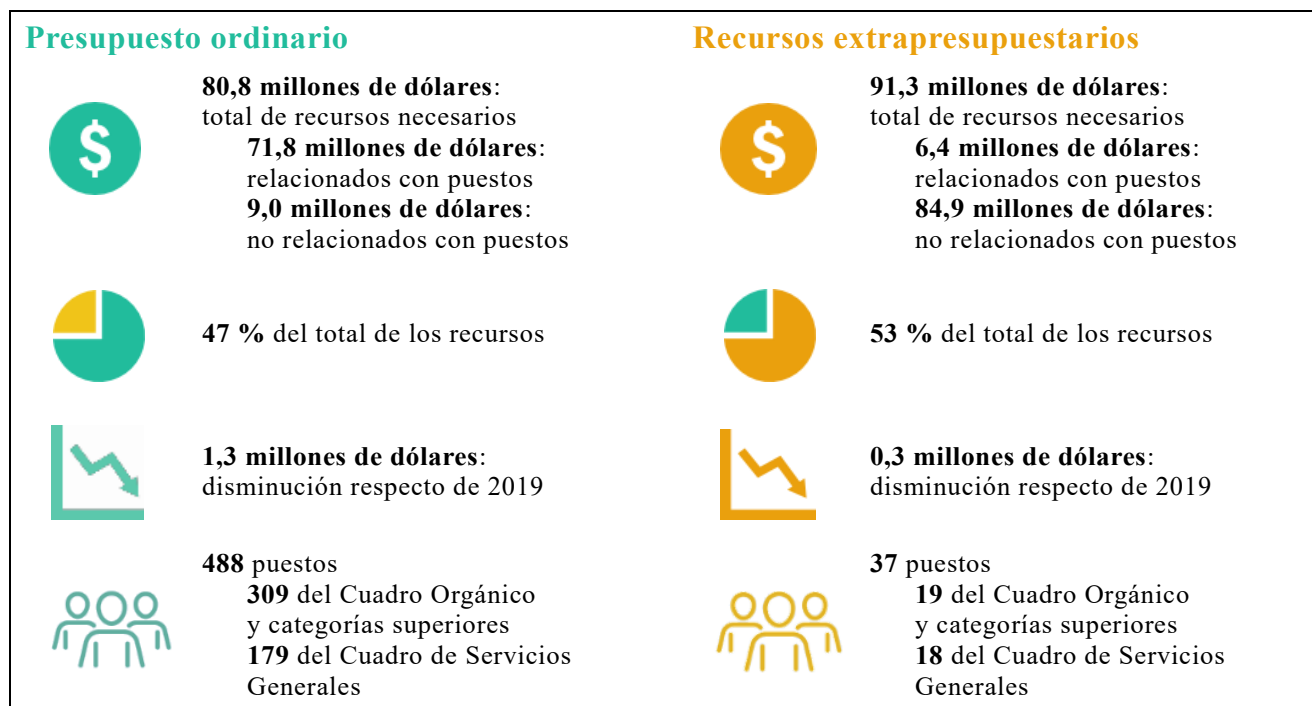 Presupuesto ordinario
$
80,8 millones de dólares:
total de recursos necesarios
71,8 millones de dólares:
relacionados con puestos
9,0 millones de dólares:
no relacionados con puestos
47 % del total de los recursos
1,3 millones de dólares:
disminución respecto de 2019
488 puestos
309 del Cuadro Orgánico
y categorías superiores
179 del Cuadro de Servicios
Generales
Recursos extrapresupuestarios
$
91,3 millones de dólares:
total de recursos necesarios
6,4 millones de dólares:
relacionados con puestos
84,9 millones de dólares:
no relacionados con puestos
53 % del total de los recursos
0,3 millones de dólares:
disminución respecto de 2019
37 puestos
19 del Cuadro Orgánico
y categorías superiores
18 del Cuadro de Servicios
Generales